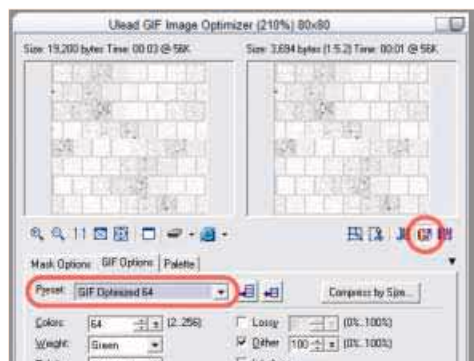 Ulead GIF Image Optimizer (210%) 80x80
Size: 19,200 bytes Time: 00:03 @ 56K Size: 3,694 bytes (1:5.2) Time: 00:01 @ 56K
1:1
Mask Options GIF Options Palette
Preset: GIF Optimized 64 Compress by Size...
Colors: 64 (2..256) Lossy (0%..100%)
Weight: Green Dither 100 (0%..100%)